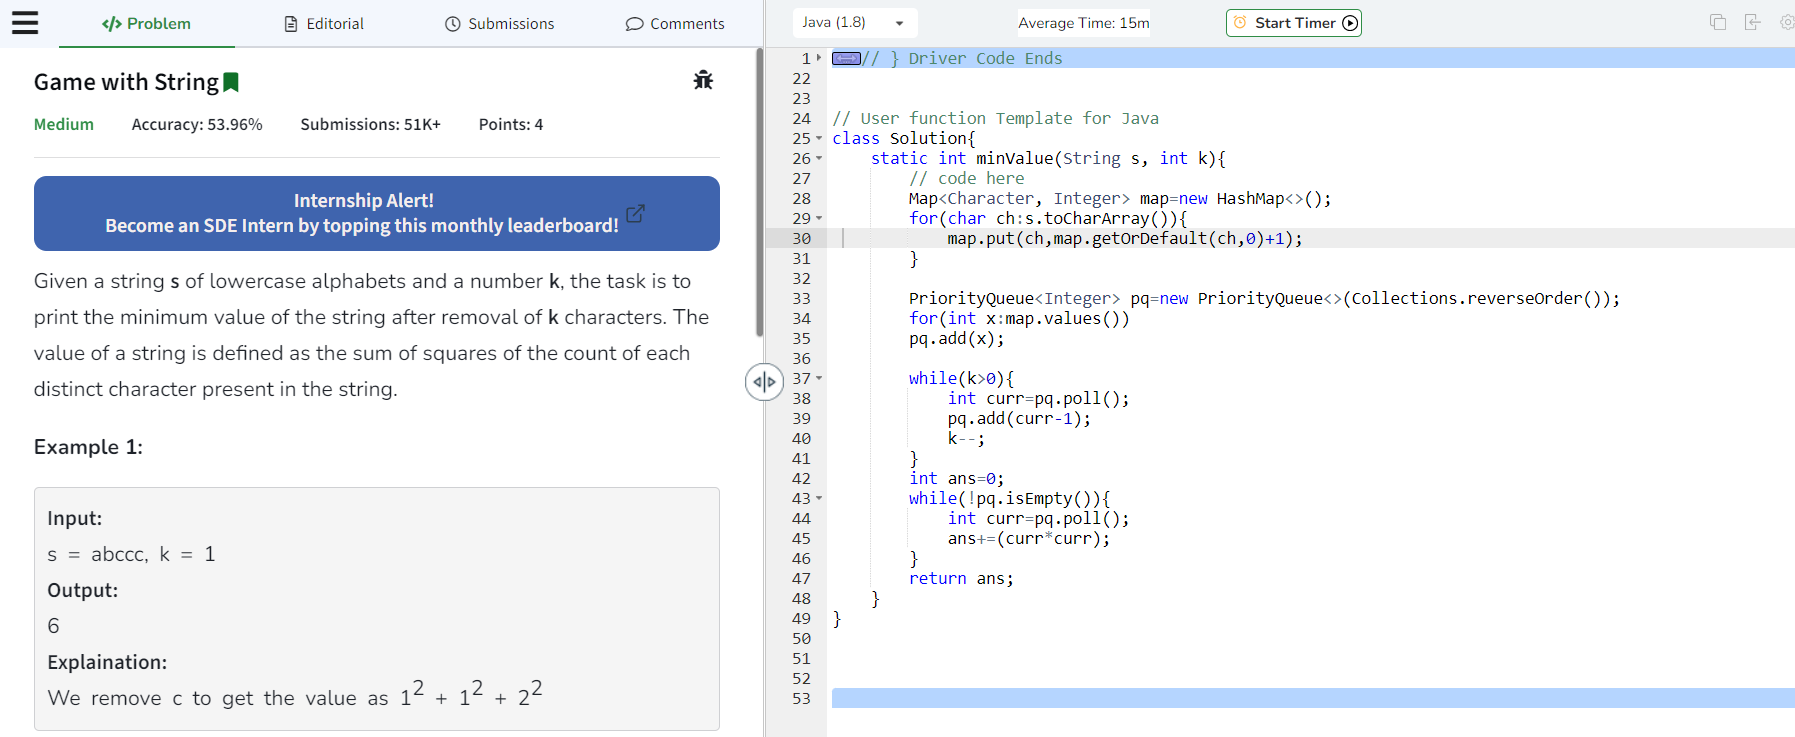 Problem
Editorial
Submissions
Comments
Game with String
Medium
Accuracy: 53.96%
Submissions: 51K+
Points: 4
Internship Alert!
Become an SDE Intern by topping this monthly leaderboard!
Given a string s of lowercase alphabets and a number k, the task is to
print the minimum value of the string after removal of k characters. The
value of a string is defined as the sum of squares of the count of each
distinct character present in the string.
Example 1:
Input:
s = abccc, k = 1
Output:
6
Explaination:
We remove c to get the value as 1² + 1² + 2²
Java (1.8)
Average Time: 15m
Start Timer
1 // } Driver Code Ends
22
23
24 // User function Template for Java
25 class Solution{
26 static int minValue(String s, int k){
27 // code here
28 Map<Character, Integer> map=new HashMap<>();
29 for(char ch:s.toCharArray()){
30 map.put(ch,map.getOrDefault(ch,0)+1);
31 }
32
33 PriorityQueue<Integer> pq=new PriorityQueue<>(Collections.reverseOrder());
34 for(int x:map.values())
35 pq.add(x);
36
37 while(k>0){
38 int curr=pq.poll();
39 pq.add(curr-1);
40 k--;
41 }
42 int ans=0;
43 while(!pq.isEmpty()){
44 int curr=pq.poll();
45 ans+=(curr*curr);
46 }
47 return ans;
48 }
49 }
50
51
52
53